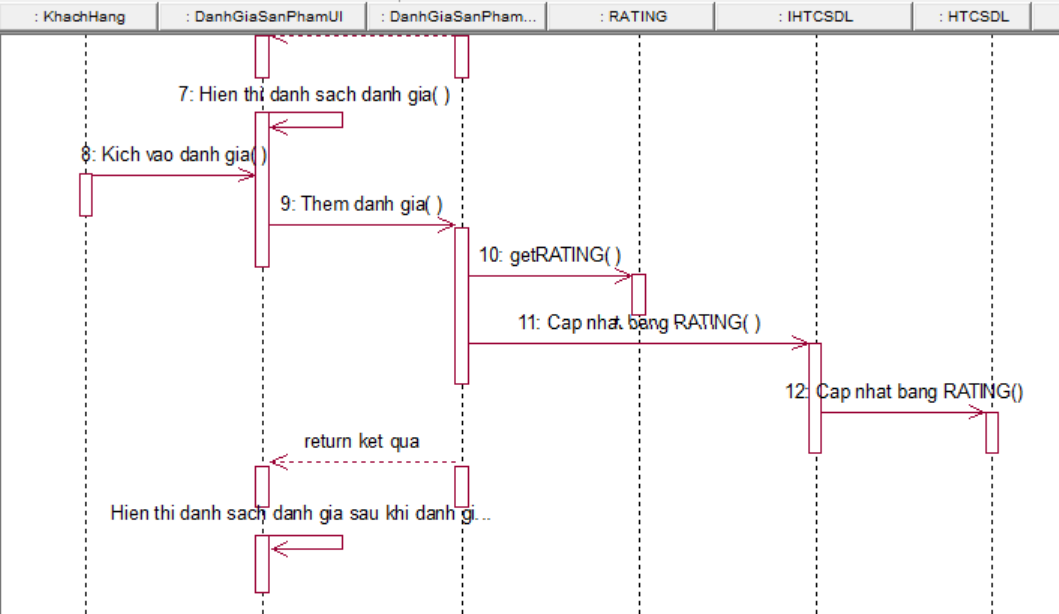 : KhachHang
: DanhGiaSanPhamUI
: DanhGiaSanPham...
: RATING
: IHTCSDL
: HTCSDL
7: Hien thi danh sach danh gia( )
8: Kich vao danh gia( )
9: Them danh gia( )
10: getRATING( )
11: Cap nhat bang RATING( )
12: Cap nhat bang RATING()
return ket qua
Hien thi danh sach danh gia sau khi danh gi...